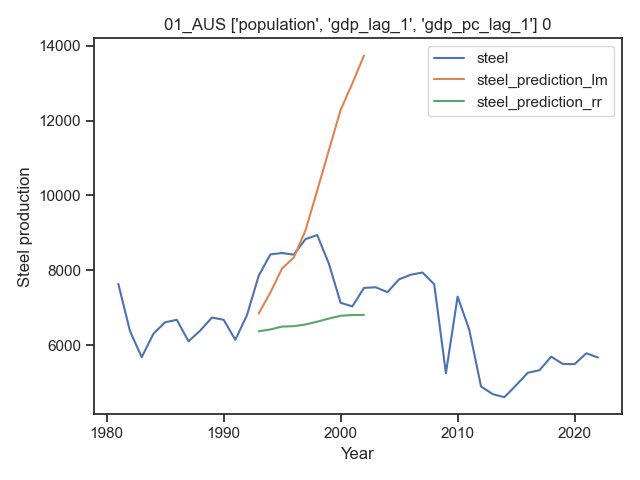 01_AUS ['population', 'gdp_lag_1', 'gdp_pc_lag_1'] 0
14000
12000
10000
8000
6000
Steel production
steel
steel_prediction_lm
steel_prediction_rr
1980
1990
2000
2010
2020
Year